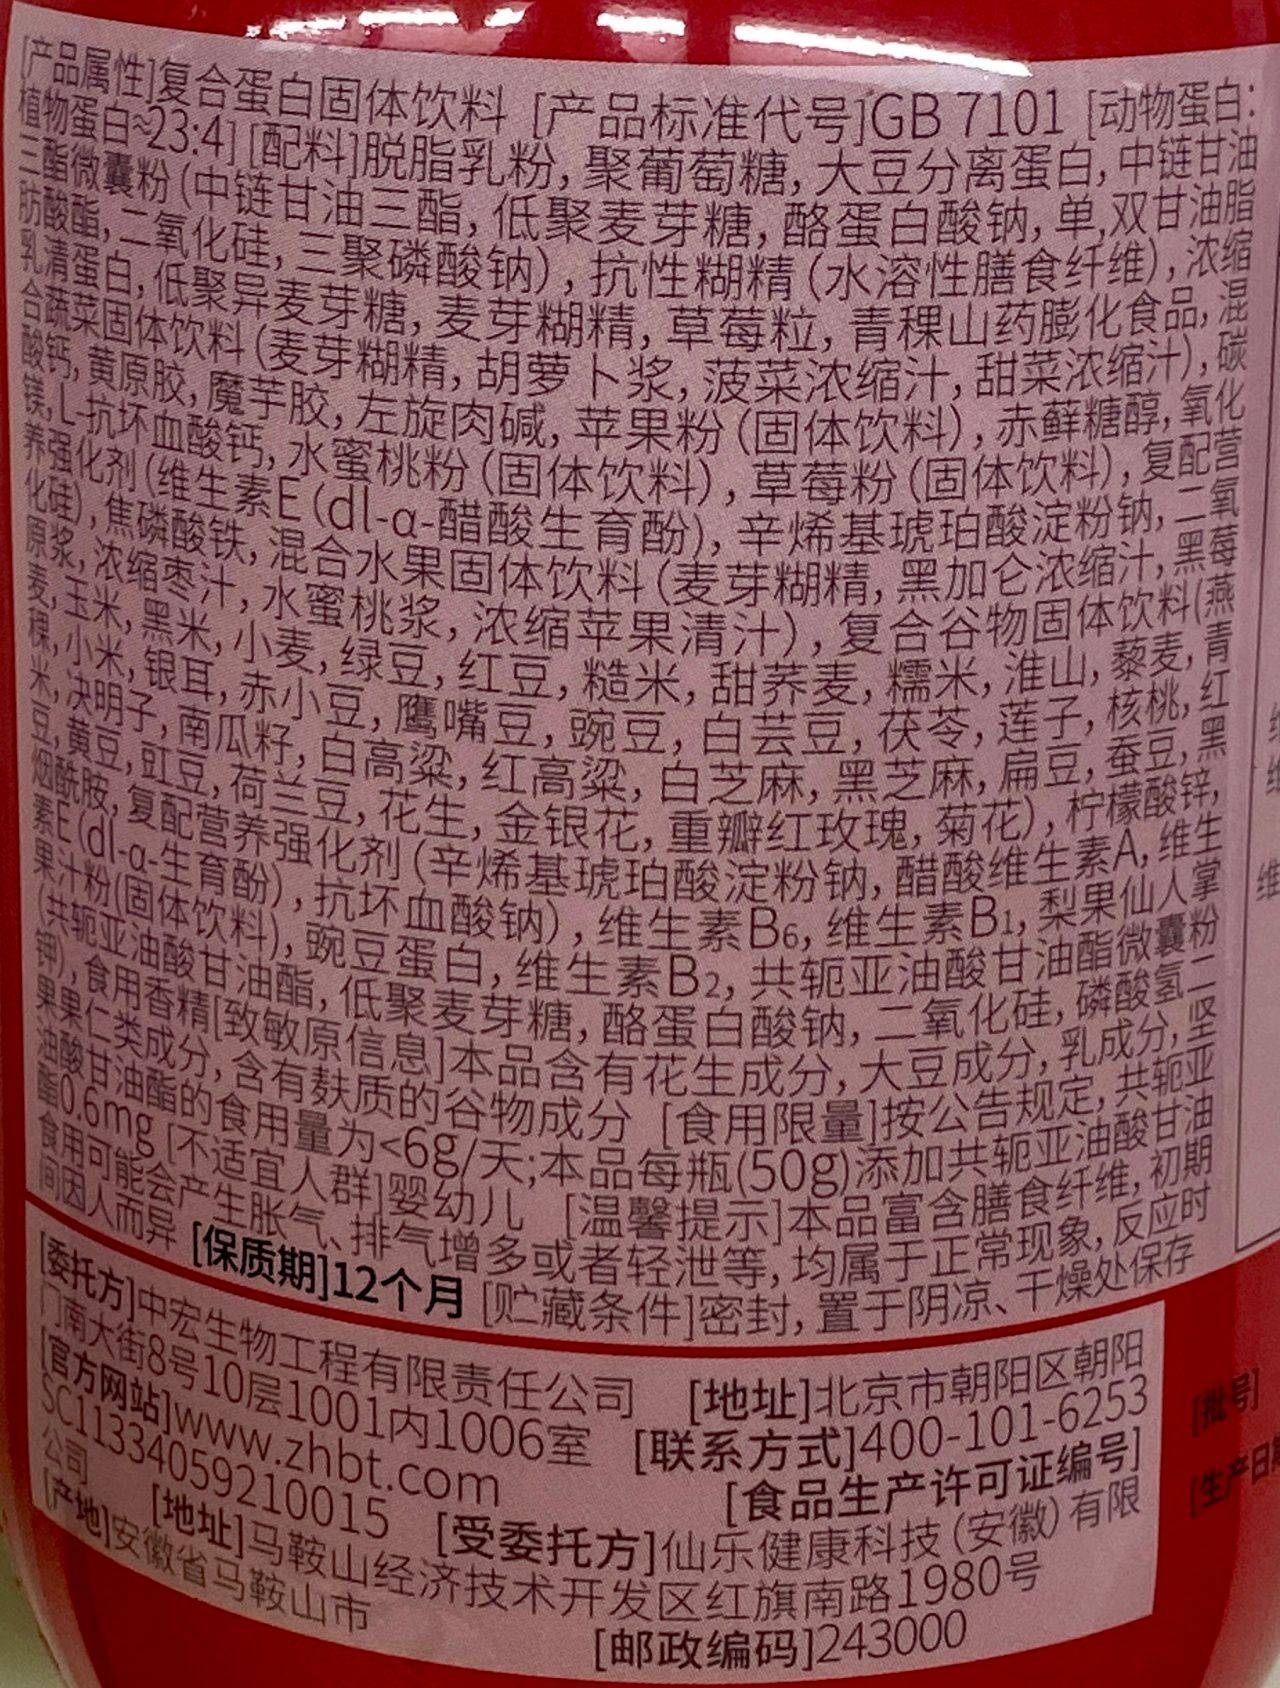 [产品属性]复合蛋白固体饮料 [产品标准代号]GB 7101 [动物蛋白:
植物蛋白≈23:4] [配料]脱脂乳粉, 聚葡萄糖, 大豆分离蛋白, 中链甘油
三酯微囊粉 (中链甘油三酯, 低聚麦芽糖, 酪蛋白酸钠, 单,双甘油脂
肪酸酯, 二氧化硅, 三聚磷酸钠) , 抗性糊精 (水溶性膳食纤维) , 浓缩
乳清蛋白, 低聚异麦芽糖, 麦芽糊精, 草莓粒, 青稞山药膨化食品, 混
合蔬菜固体饮料 (麦芽糊精, 胡萝卜浆, 菠菜浓缩汁, 甜菜浓缩汁) , 碳
酸钙, 黄原胶, 魔芋胶, 左旋肉碱, 苹果粉 (固体饮料) , 赤藓糖醇, 氧化
镁, L-抗坏血酸钙, 水蜜桃粉 (固体饮料) , 草莓粉 (固体饮料) , 复配营
养强化剂 (维生素E (dl-α-醋酸生育酚) , 辛烯基琥珀酸淀粉钠, 二氧
化硅) , 焦磷酸铁, 混合水果固体饮料 (麦芽糊精, 黑加仑浓缩汁, 黑莓
原浆, 浓缩枣汁, 水蜜桃浆, 浓缩苹果清汁) , 复合谷物固体饮料(燕
麦, 玉米, 黑米, 小麦, 绿豆, 红豆, 糙米, 甜荞麦, 糯米, 淮山, 藜麦, 青
稞, 小米, 银耳, 赤小豆, 鹰嘴豆, 豌豆, 白芸豆, 茯苓, 莲子, 核桃, 红
米, 决明子, 南瓜籽, 白高粱, 红高粱, 白芝麻, 黑芝麻, 扁豆, 蚕豆, 黑
豆, 黄豆, 豇豆, 荷兰豆, 花生, 金银花, 重瓣红玫瑰, 菊花) , 柠檬酸锌,
烟酰胺, 复配营养强化剂 (辛烯基琥珀酸淀粉钠, 醋酸维生素A, 维生
素E (dl-α-生育酚) , 抗坏血酸钠) , 维生素B₆, 维生素B₁, 梨果仙人掌
果汁粉(固体饮料), 豌豆蛋白, 维生素B₂, 共轭亚油酸甘油酯微囊粉
(共轭亚油酸甘油酯, 低聚麦芽糖, 酪蛋白酸钠, 二氧化硅, 磷酸氢二
钾) , 食用香精[致敏原信息]本品含有花生成分, 大豆成分, 乳成分, 坚
果果仁类成分, 含有麸质的谷物成分 [食用限量]按公告规定, 共轭亚
油酸甘油酯的食用量为<6g/天;本品每瓶(50g)添加共轭亚油酸甘油
酯0.6mg [不适宜人群]婴幼儿 [温馨提示]本品富含膳食纤维, 初期
食用可能会产生胀气、排气增多或者轻泄等, 均属于正常现象, 反应时
间因人而异 [保质期]12个月 [贮藏条件]密封, 置于阴凉、干燥处保存
[委托方]中宏生物工程有限责任公司 [地址]北京市朝阳区朝阳
门南大街8号10层1001内1006室 [联系方式]400-101-6253
[官方网站]www.zhbt.com [食品生产许可证编号]
SC11334059210015 [受委托方]仙乐健康科技 (安徽) 有限
公司 [地址]马鞍山经济技术开发区红旗南路1980号
[产地]安徽省马鞍山市 [邮政编码]243000
[批号]
[生产日